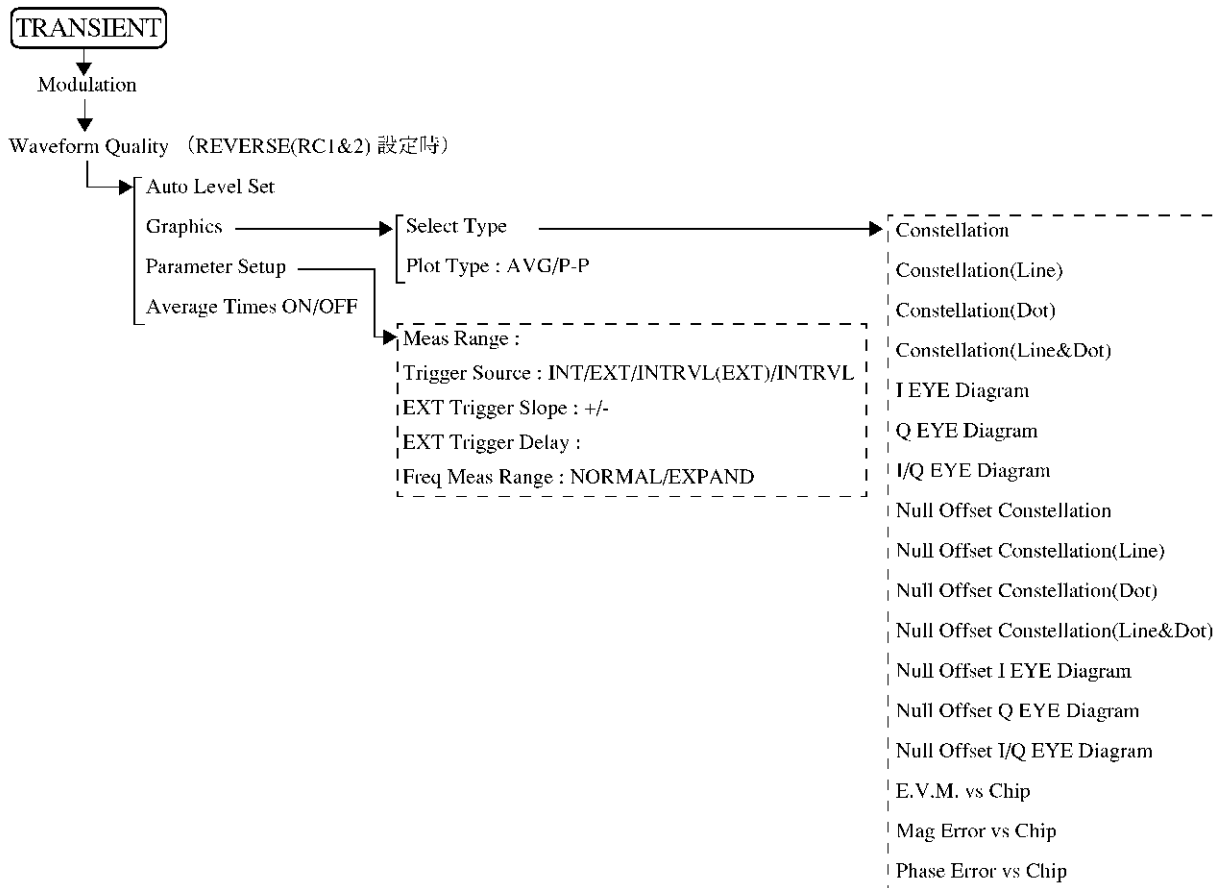 TRANSIENT
Modulation
Waveform Quality （REVERSE(RC1&2) 設定時）
Auto Level Set
Graphics
Parameter Setup
Average Times ON/OFF
Select Type
Plot Type : AVG/P-P
Meas Range :
Trigger Source : INT/EXT/INTRVL(EXT)/INTRVL
EXT Trigger Slope : +/-
EXT Trigger Delay :
Freq Meas Range : NORMAL/EXPAND
Constellation
Constellation(Line)
Constellation(Dot)
Constellation(Line&Dot)
I EYE Diagram
Q EYE Diagram
I/Q EYE Diagram
Null Offset Constellation
Null Offset Constellation(Line)
Null Offset Constellation(Dot)
Null Offset Constellation(Line&Dot)
Null Offset I EYE Diagram
Null Offset Q EYE Diagram
Null Offset I/Q EYE Diagram
E.V.M. vs Chip
Mag Error vs Chip
Phase Error vs Chip